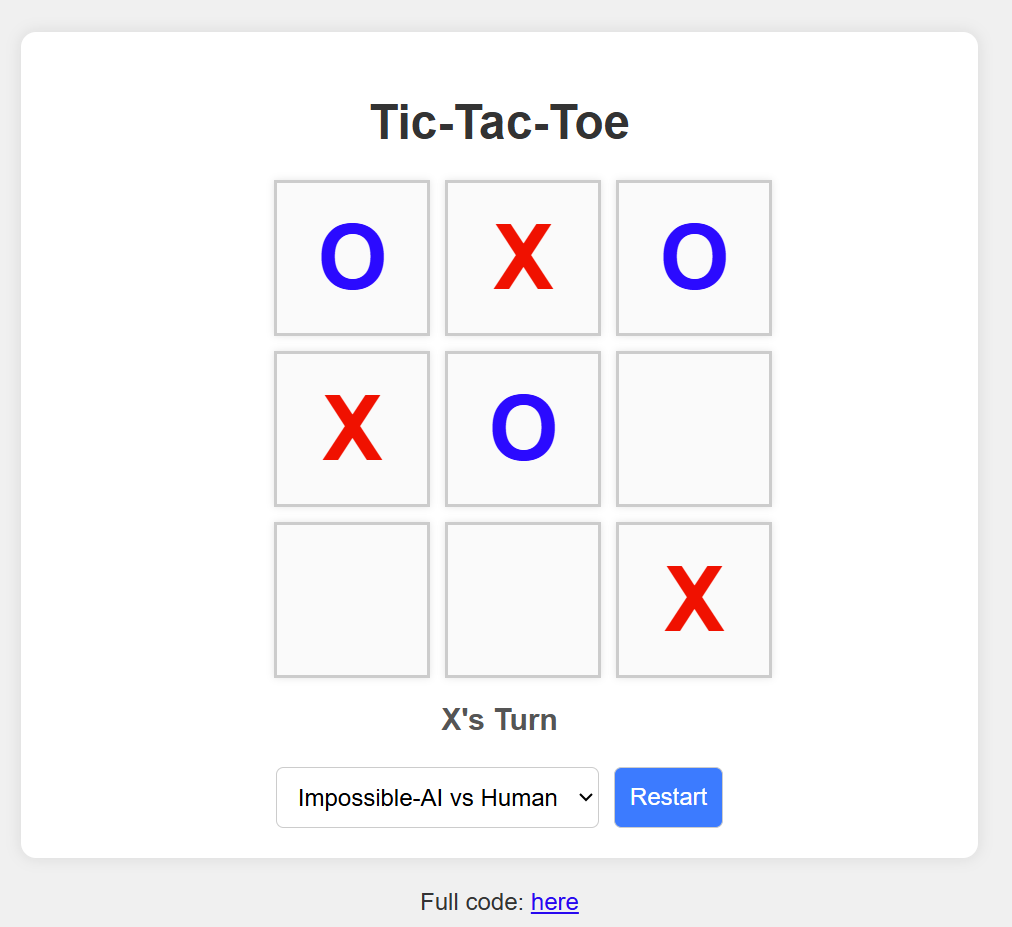 Tic-Tac-Toe
O X O
X O
X
X's Turn
Impossible-AI vs Human Restart
Full code: here